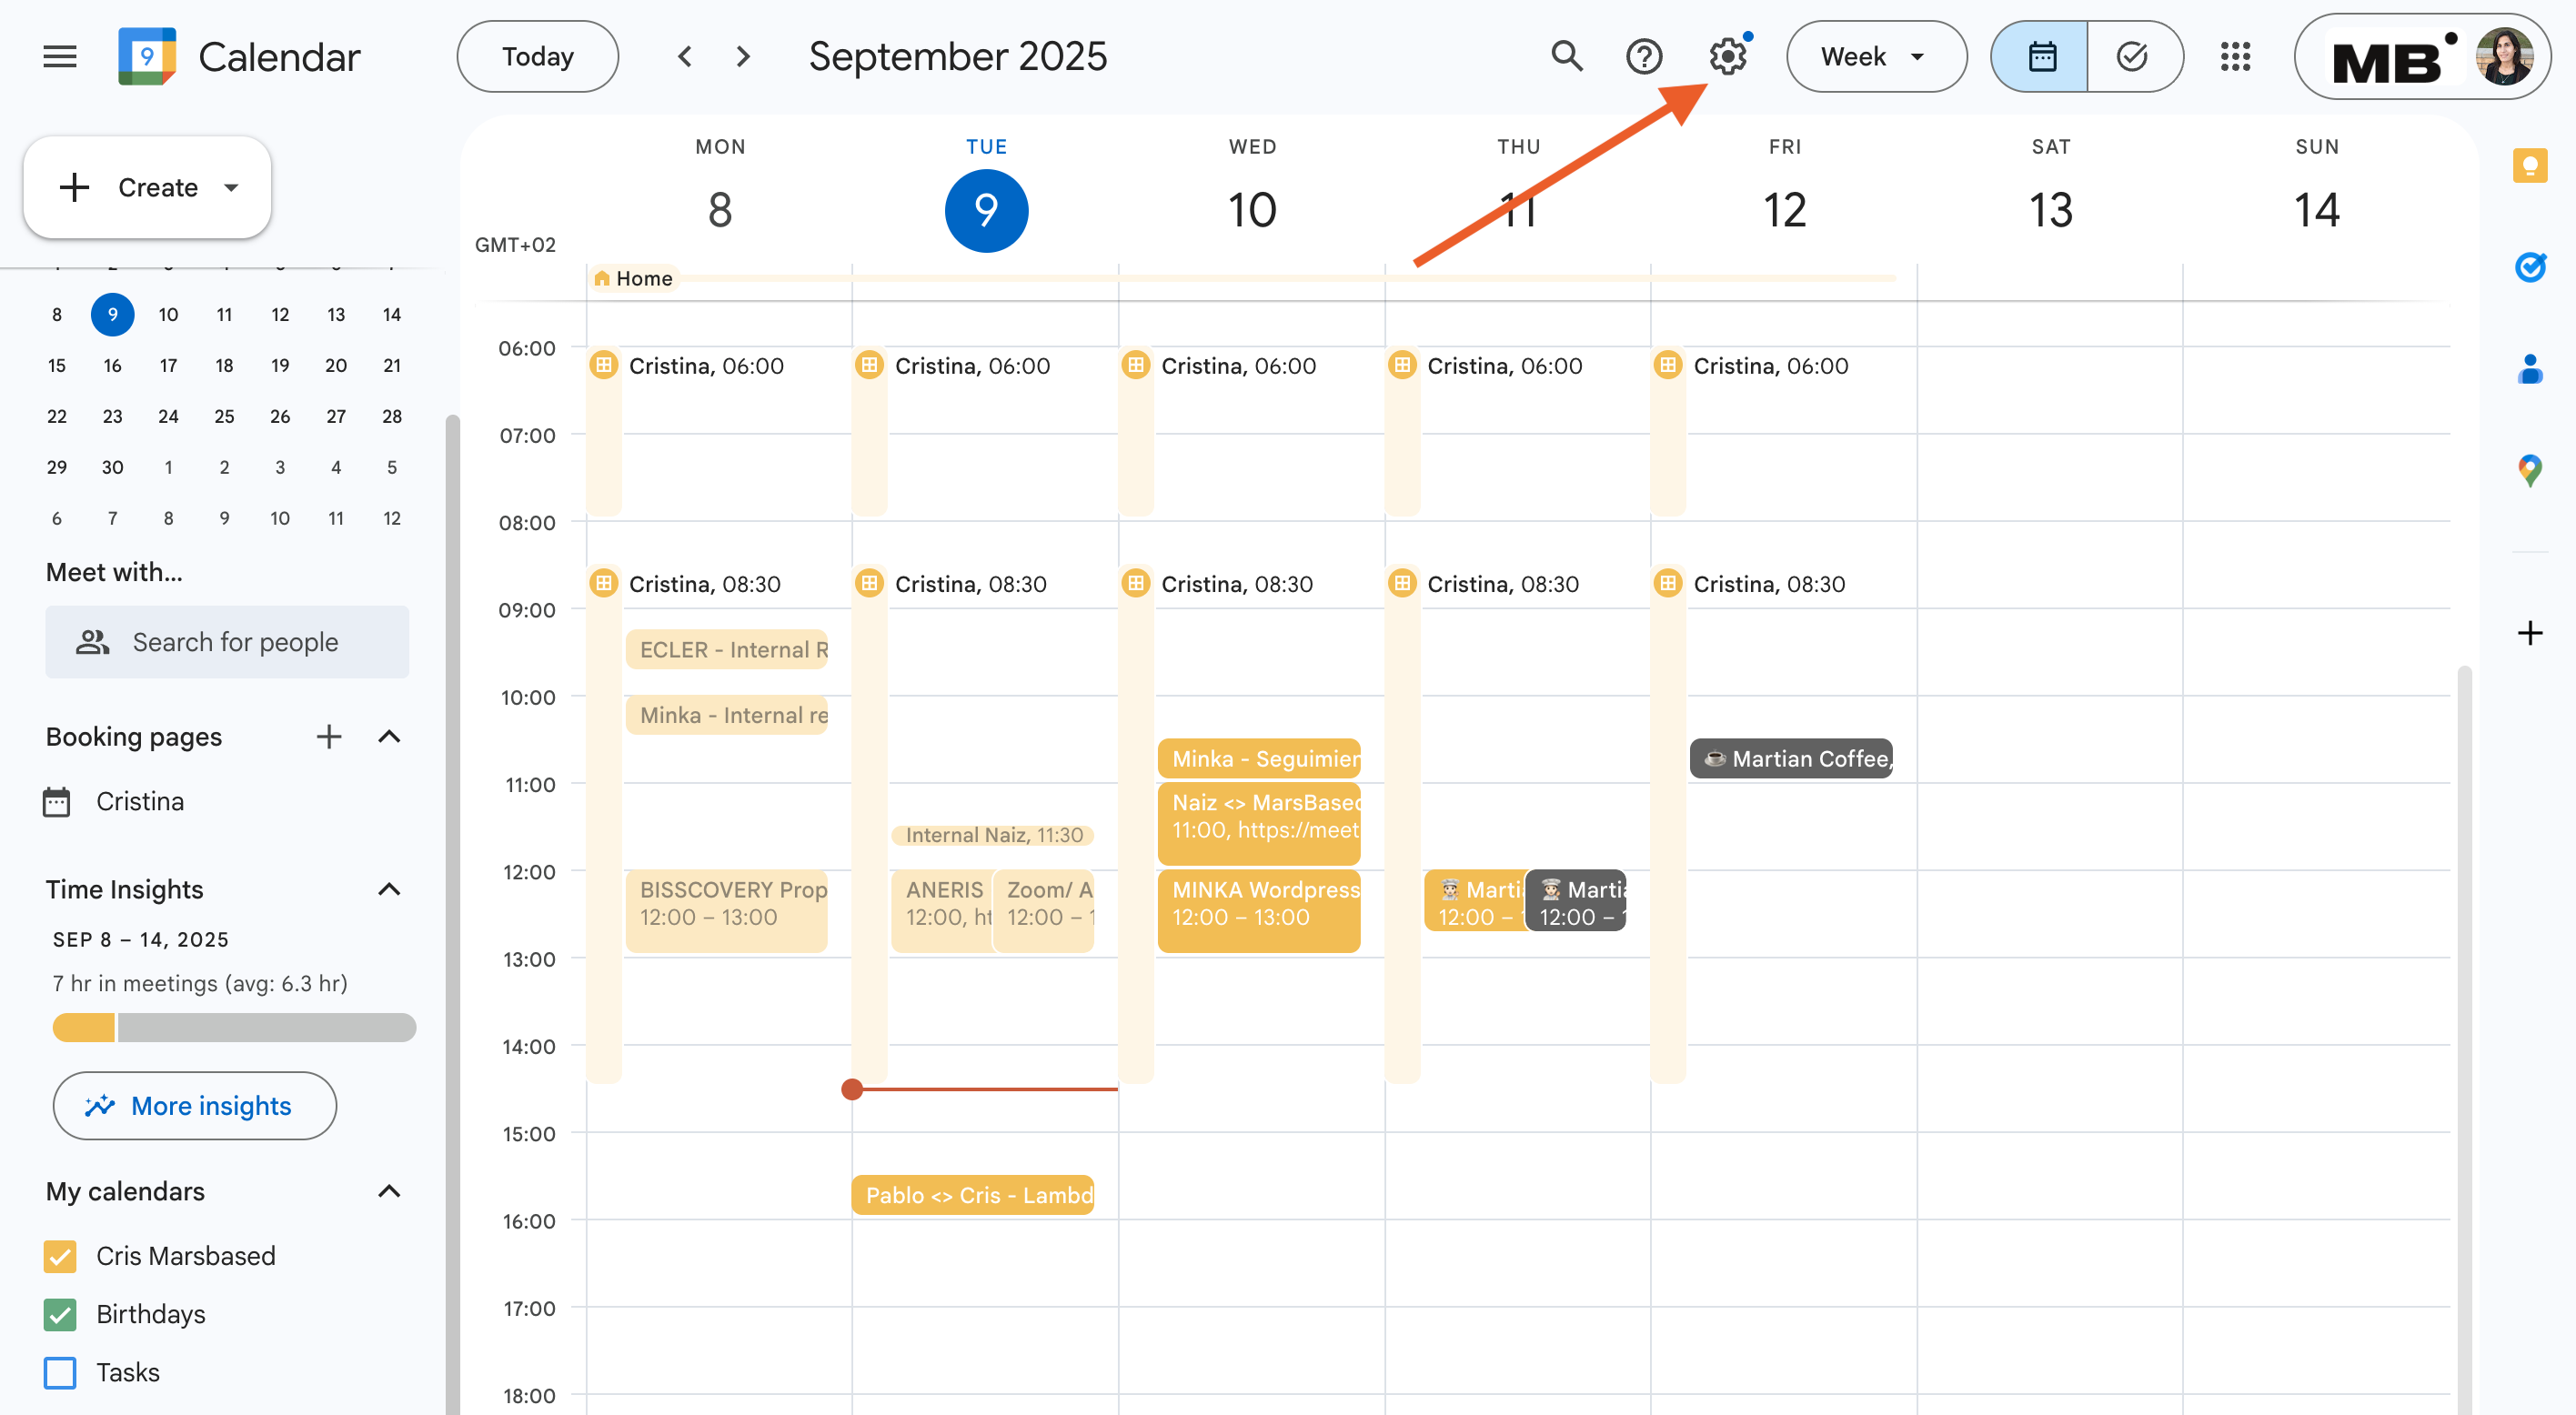 9
Calendar
Today
September 2025
Week
MB
Create
GMT+02
MON
8
TUE
9
WED
10
THU
11
FRI
12
SAT
13
SUN
14
Home
8 9 10 11 12 13 14
15 16 17 18 19 20 21
22 23 24 25 26 27 28
29 30 1 2 3 4 5
6 7 8 9 10 11 12
Meet with...
Search for people
Booking pages
Cristina
Time Insights
SEP 8 – 14, 2025
7 hr in meetings (avg: 6.3 hr)
More insights
My calendars
Cris Marsbased
Birthdays
Tasks
06:00
07:00
08:00
09:00
10:00
11:00
12:00
13:00
14:00
15:00
16:00
17:00
18:00
Cristina, 06:00
Cristina, 08:30
ECLER - Internal R
Minka - Internal re
BISSCOVERY Prop
12:00 – 13:00
Cristina, 06:00
Cristina, 08:30
Internal Naiz, 11:30
ANERIS
12:00, ht
Zoom/ A
12:00 – 1
Pablo <> Cris - Lambd
Cristina, 06:00
Cristina, 08:30
Minka - Seguimier
Naiz <> MarsBased
11:00, https://meet
MINKA Wordpress
12:00 – 13:00
Cristina, 06:00
Cristina, 08:30
Marti
12:00 –
Martia
12:00 – 1
Cristina, 06:00
Cristina, 08:30
Martian Coffee,